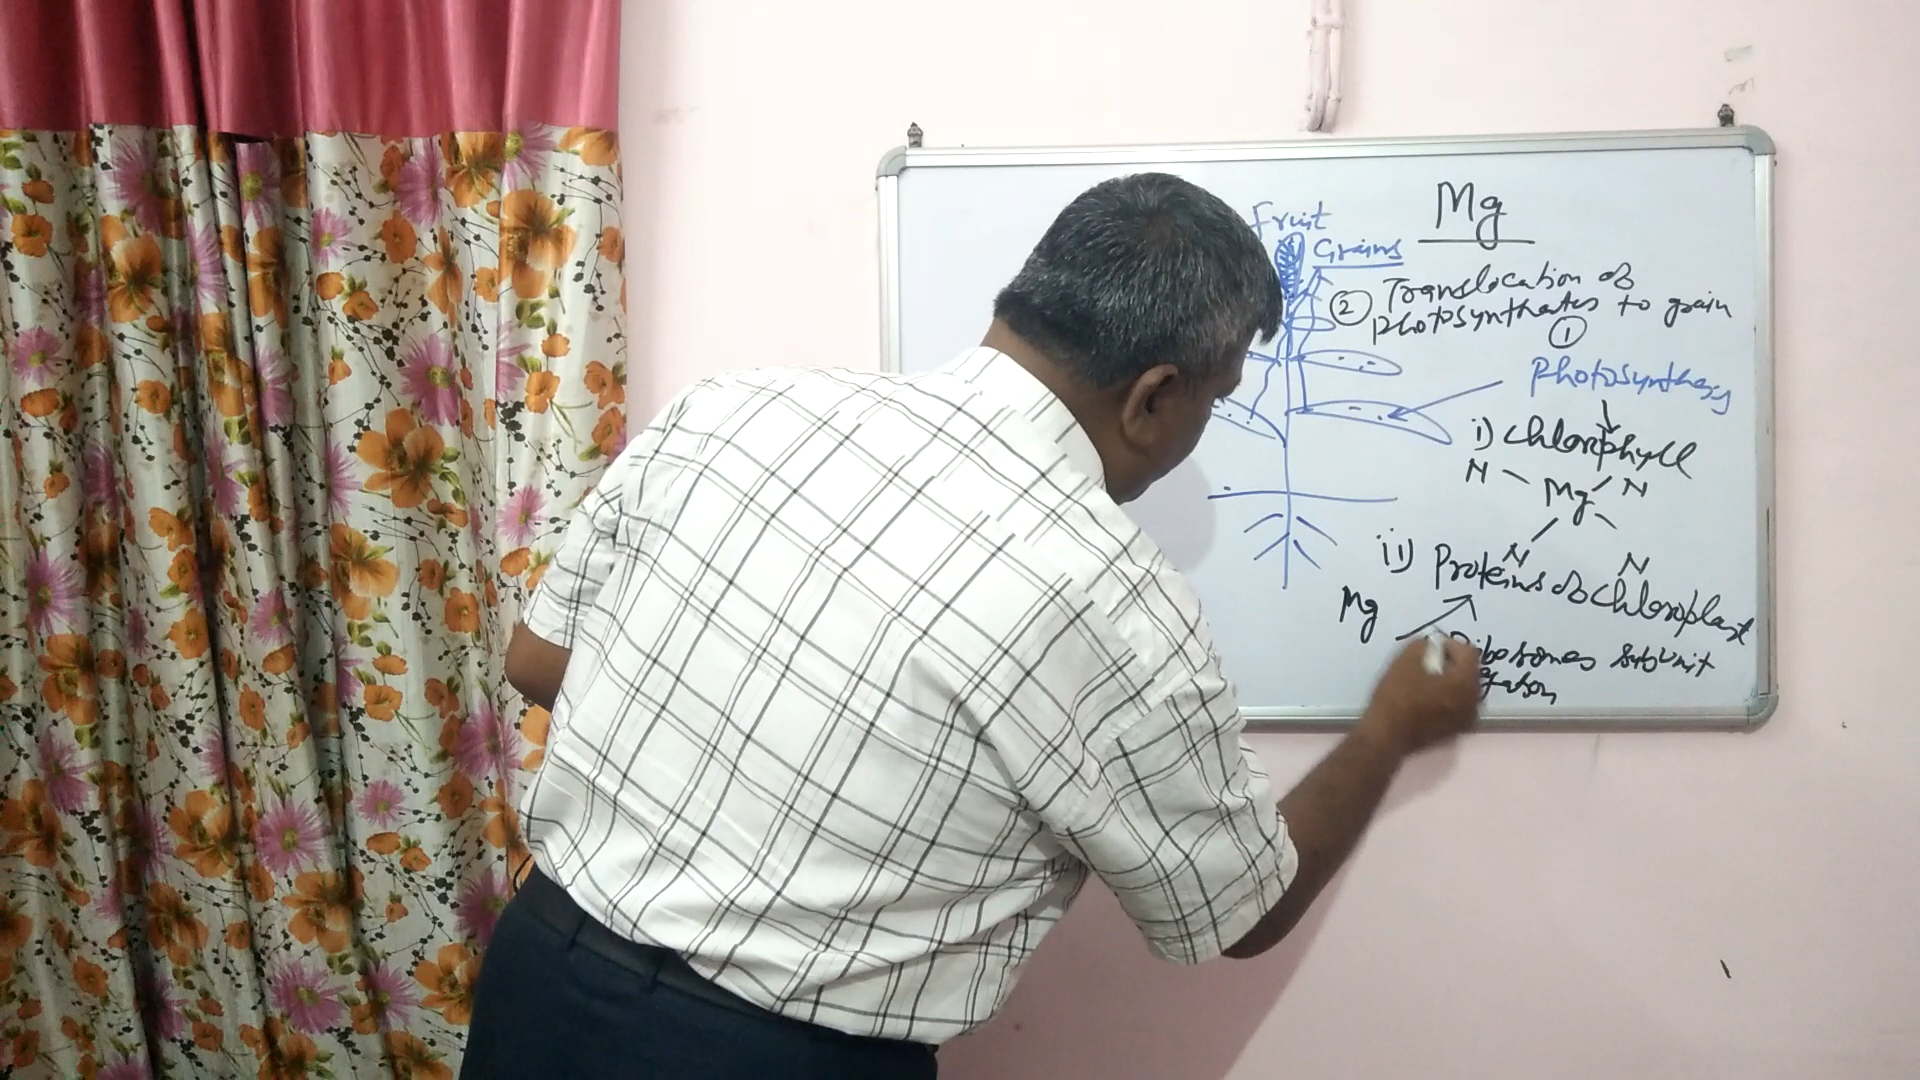 Mg
Fruit
Grains
② Translocation of
photosynthates to grain
①
Photosynthesis
i) Chlorophyll
N Mg N
N N
ii) Proteins of Chloroplast
Mg
Ribosomes subunit